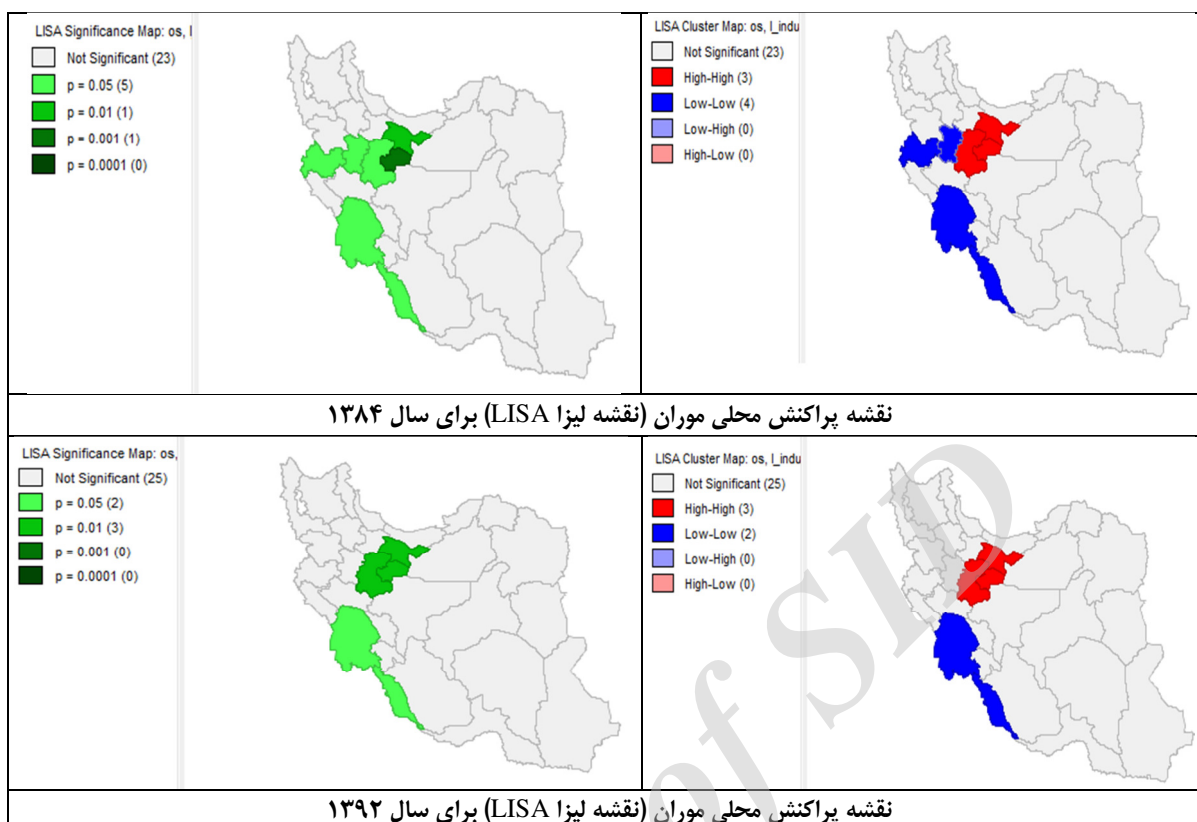 LISA Significance Map: os, I
Not Significant (23)
p = 0.05 (5)
p = 0.01 (1)
p = 0.001 (1)
p = 0.0001 (0)
LISA Cluster Map: os, I_indu
Not Significant (23)
High-High (3)
Low-Low (4)
Low-High (0)
High-Low (0)
نقشه پراکنش محلی موران (نقشه لیزا LISA) برای سال ۱۳۸۴
LISA Significance Map: os,
Not Significant (25)
p = 0.05 (2)
p = 0.01 (3)
p = 0.001 (0)
p = 0.0001 (0)
LISA Cluster Map: os, I_indu
Not Significant (25)
High-High (3)
Low-Low (2)
Low-High (0)
High-Low (0)
نقشه پراکنش محلی موران (نقشه لیزا LISA) برای سال ۱۳۹۲
of SID